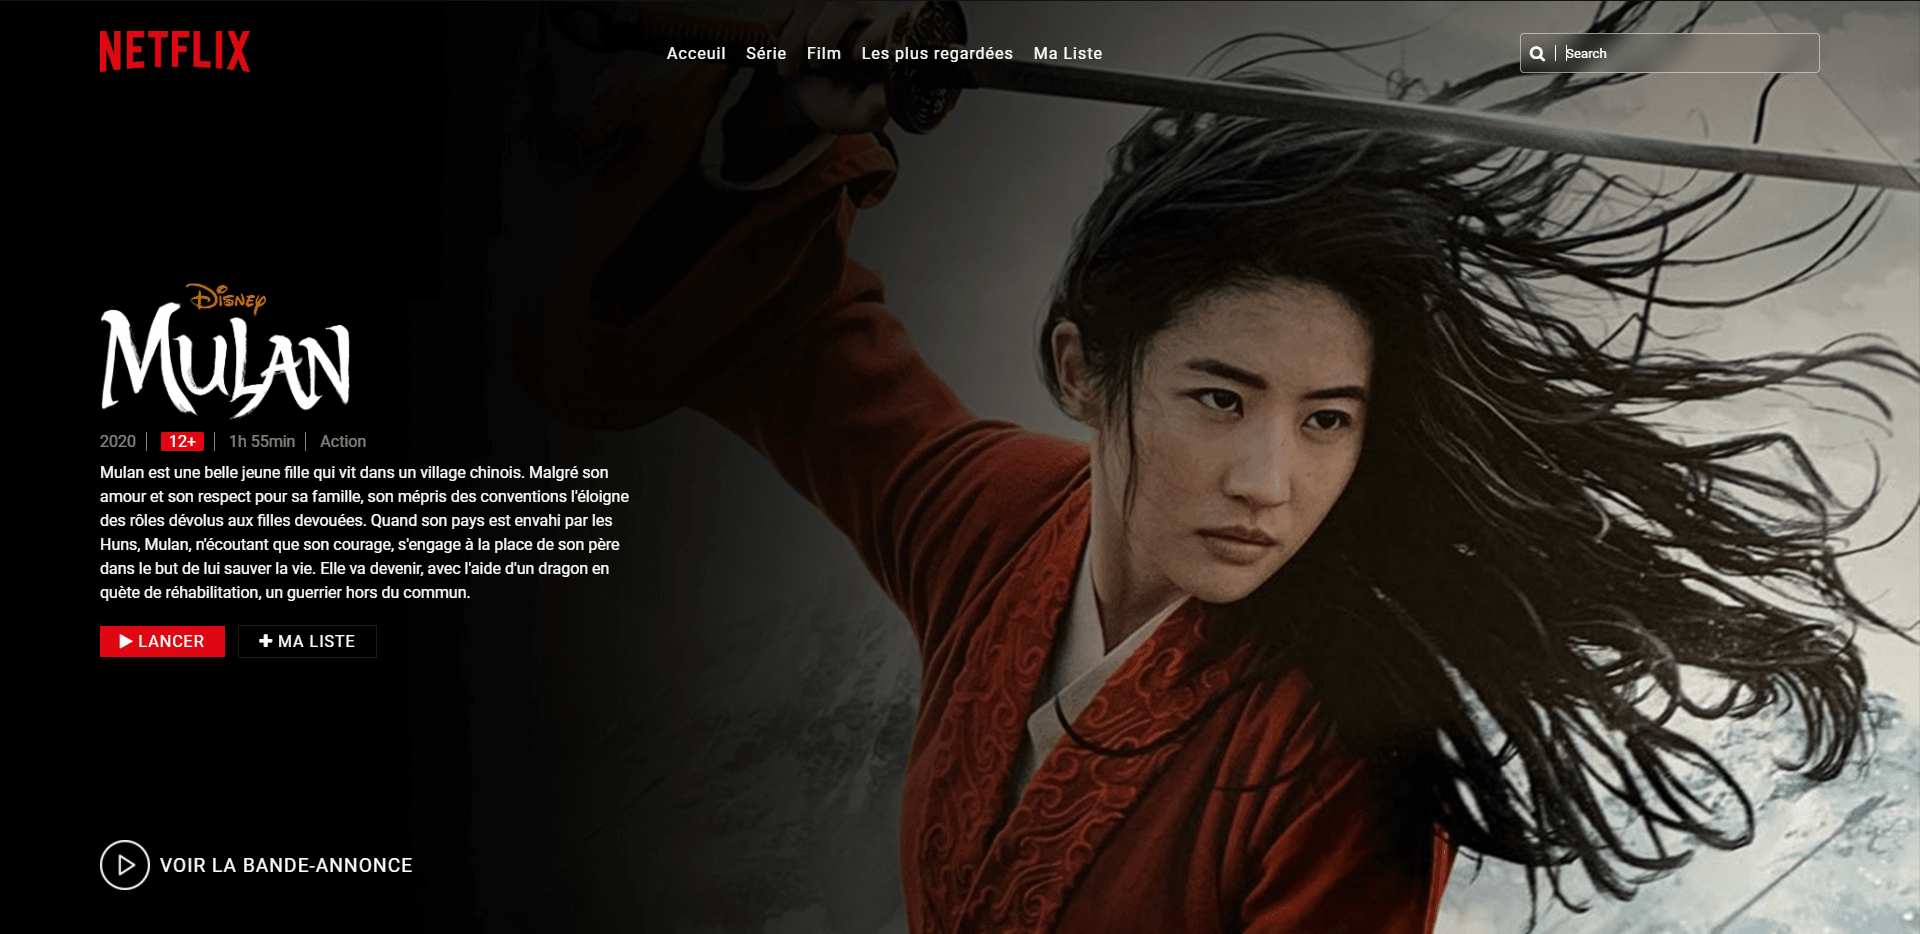 NETFLIX
Acceuil Série Film Les plus regardées Ma Liste
Search
Disney
MULAN
2020 12+ 1h 55min Action
Mulan est une belle jeune fille qui vit dans un village chinois. Malgré son
amour et son respect pour sa famille, son mépris des conventions l'éloigne
des rôles dévolus aux filles devouées. Quand son pays est envahi par les
Huns, Mulan, n'écoutant que son courage, s'engage à la place de son père
dans le but de lui sauver la vie. Elle va devenir, avec l'aide d'un dragon en
quète de réhabilitation, un guerrier hors du commun.
LANCER
MA LISTE
VOIR LA BANDE-ANNONCE